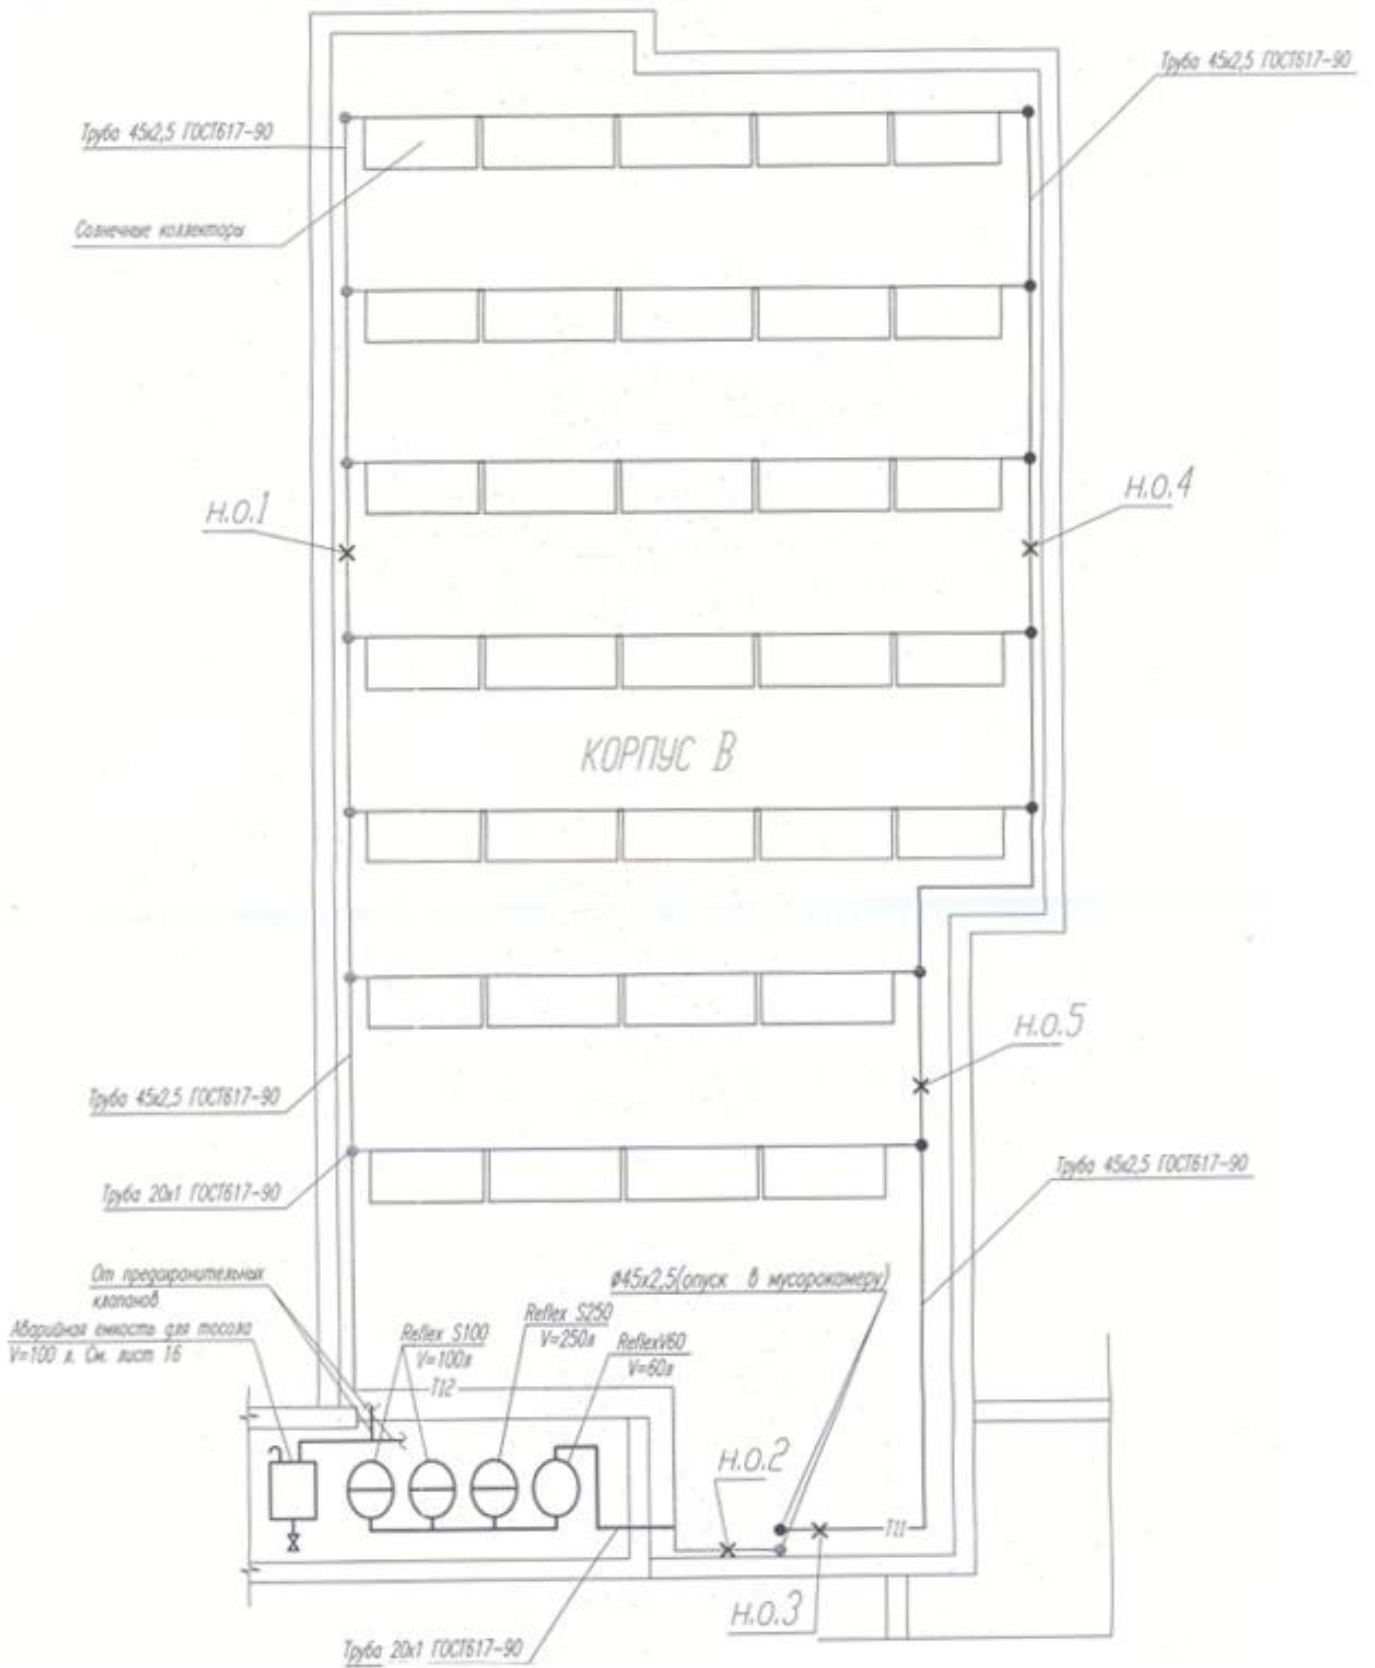 Труба 45х2,5 ГОСТ617-90
Труба 45х2,5 ГОСТ617-90
Солнечные коллекторы
Н.О.1
Н.О.4
КОРПУС В
Н.О.5
Труба 45х2,5 ГОСТ617-90
Труба 45х2,5 ГОСТ617-90
Труба 20х1 ГОСТ617-90
От предохранительных
клапанов
ø45х2,5(опуск в мусорокамеру)
Аварийная емкость для тосола
V=100 л. См. лист 16
Reflex S100
V=100л
Reflex S250
V=250л
ReflexV60
V=60л
Т12
Н.О.2
Т11
Н.О.3
Труба 20х1 ГОСТ617-90